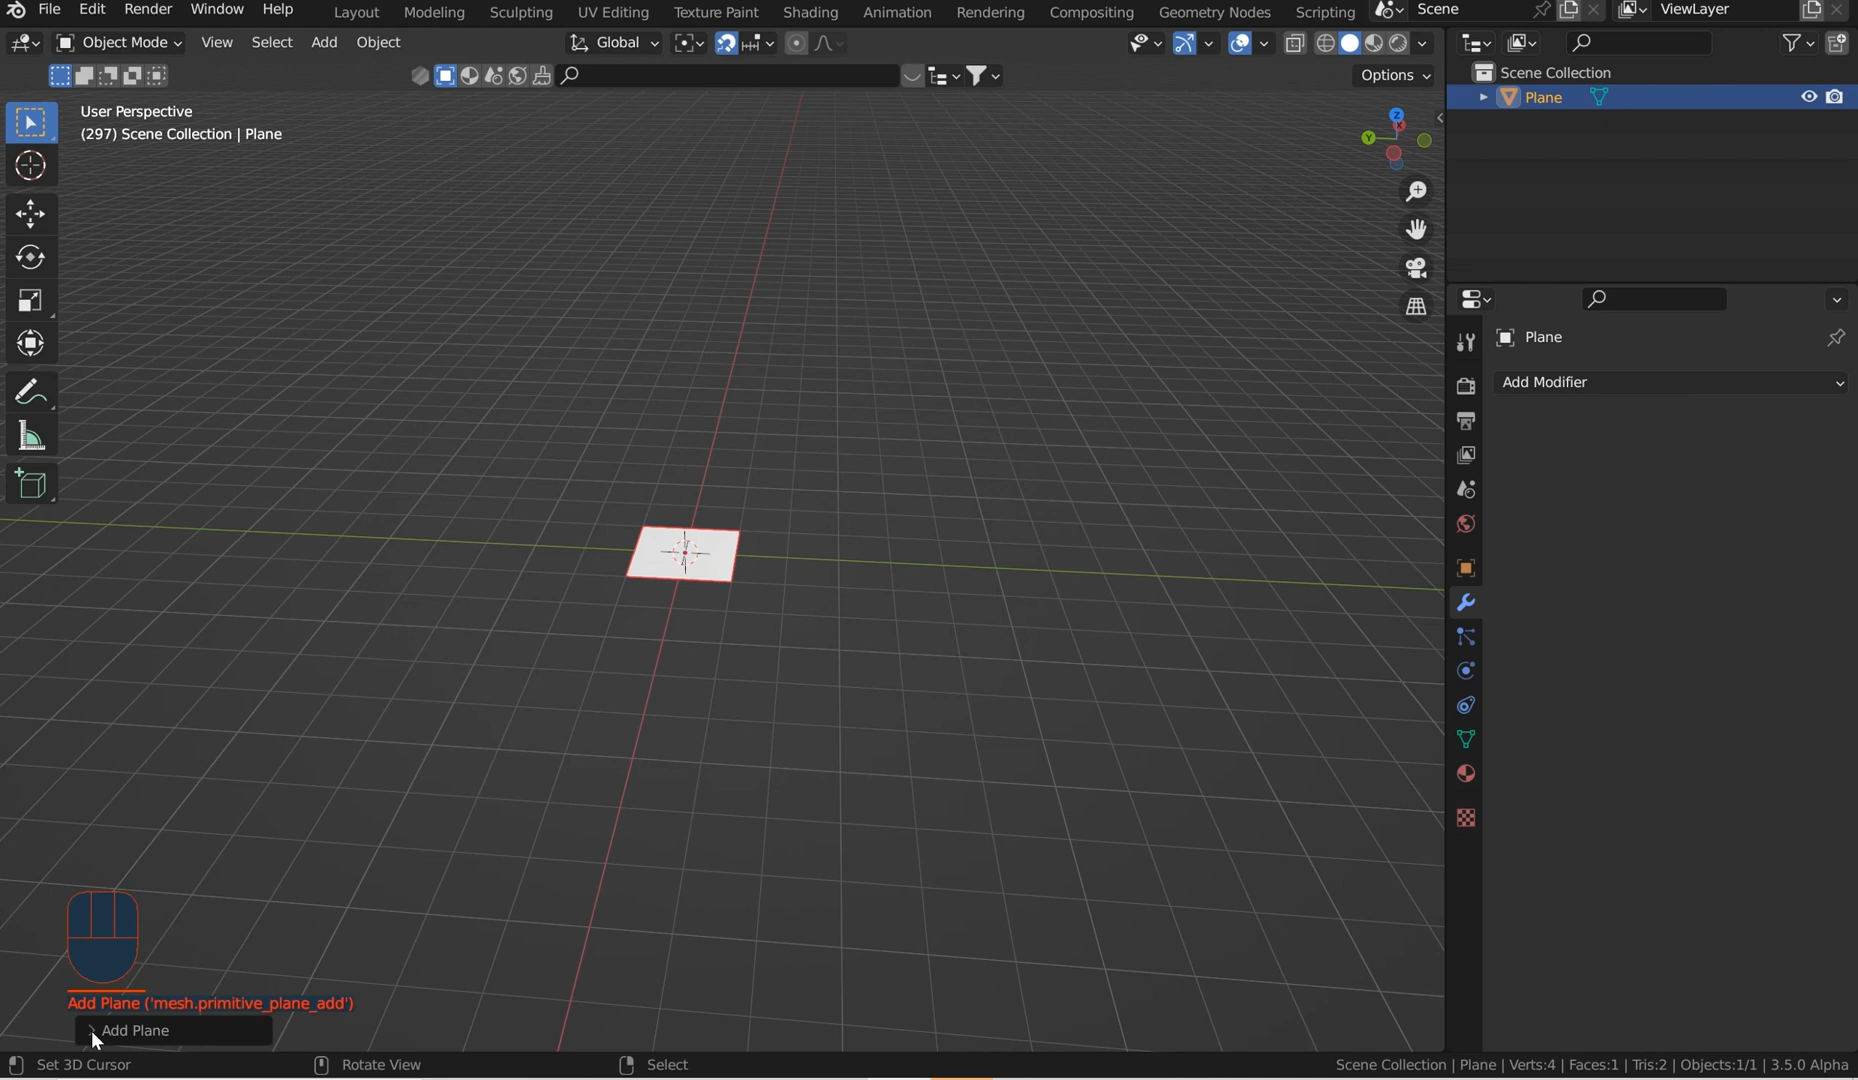 File Edit Render Window Help Layout Modeling Sculpting UV Editing Texture Paint Shading Animation Rendering Compositing Geometry Nodes Scripting Scene ViewLayer
Object Mode View Select Add Object Global
Options
Scene Collection
Plane
User Perspective
(297) Scene Collection | Plane
Z
X
Y
Plane
Add Modifier
Add Plane ('mesh.primitive_plane_add')
Add Plane
Set 3D Cursor Rotate View Select Scene Collection | Plane | Verts:4 | Faces:1 | Tris:2 | Objects:1/1 | 3.5.0 Alpha